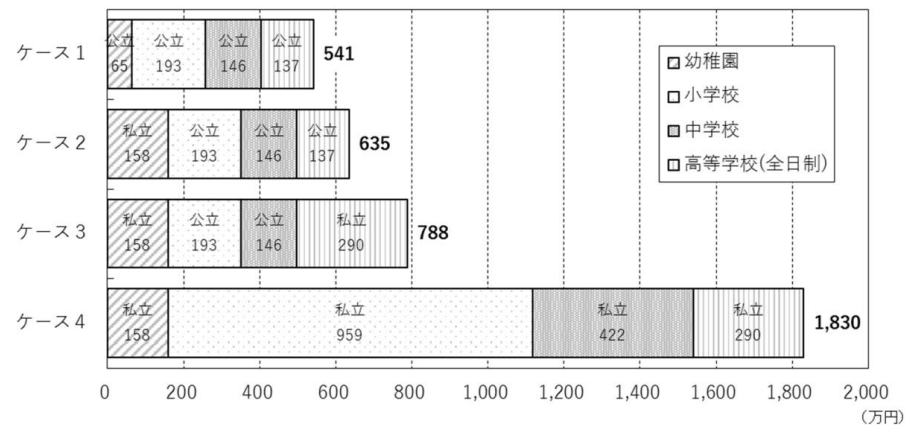 ケース1
公立 公立 公立 公立
65 193 146 137
541
ケース2
私立 公立 公立 公立
158 193 146 137
635
ケース3
私立 公立 公立 私立
158 193 146 290
788
ケース4
私立 私立 私立 私立
158 959 422 290
1,830
幼稚園
小学校
中学校
高等学校(全日制)
0 200 400 600 800 1,000 1,200 1,400 1,600 1,800 2,000
(万円)